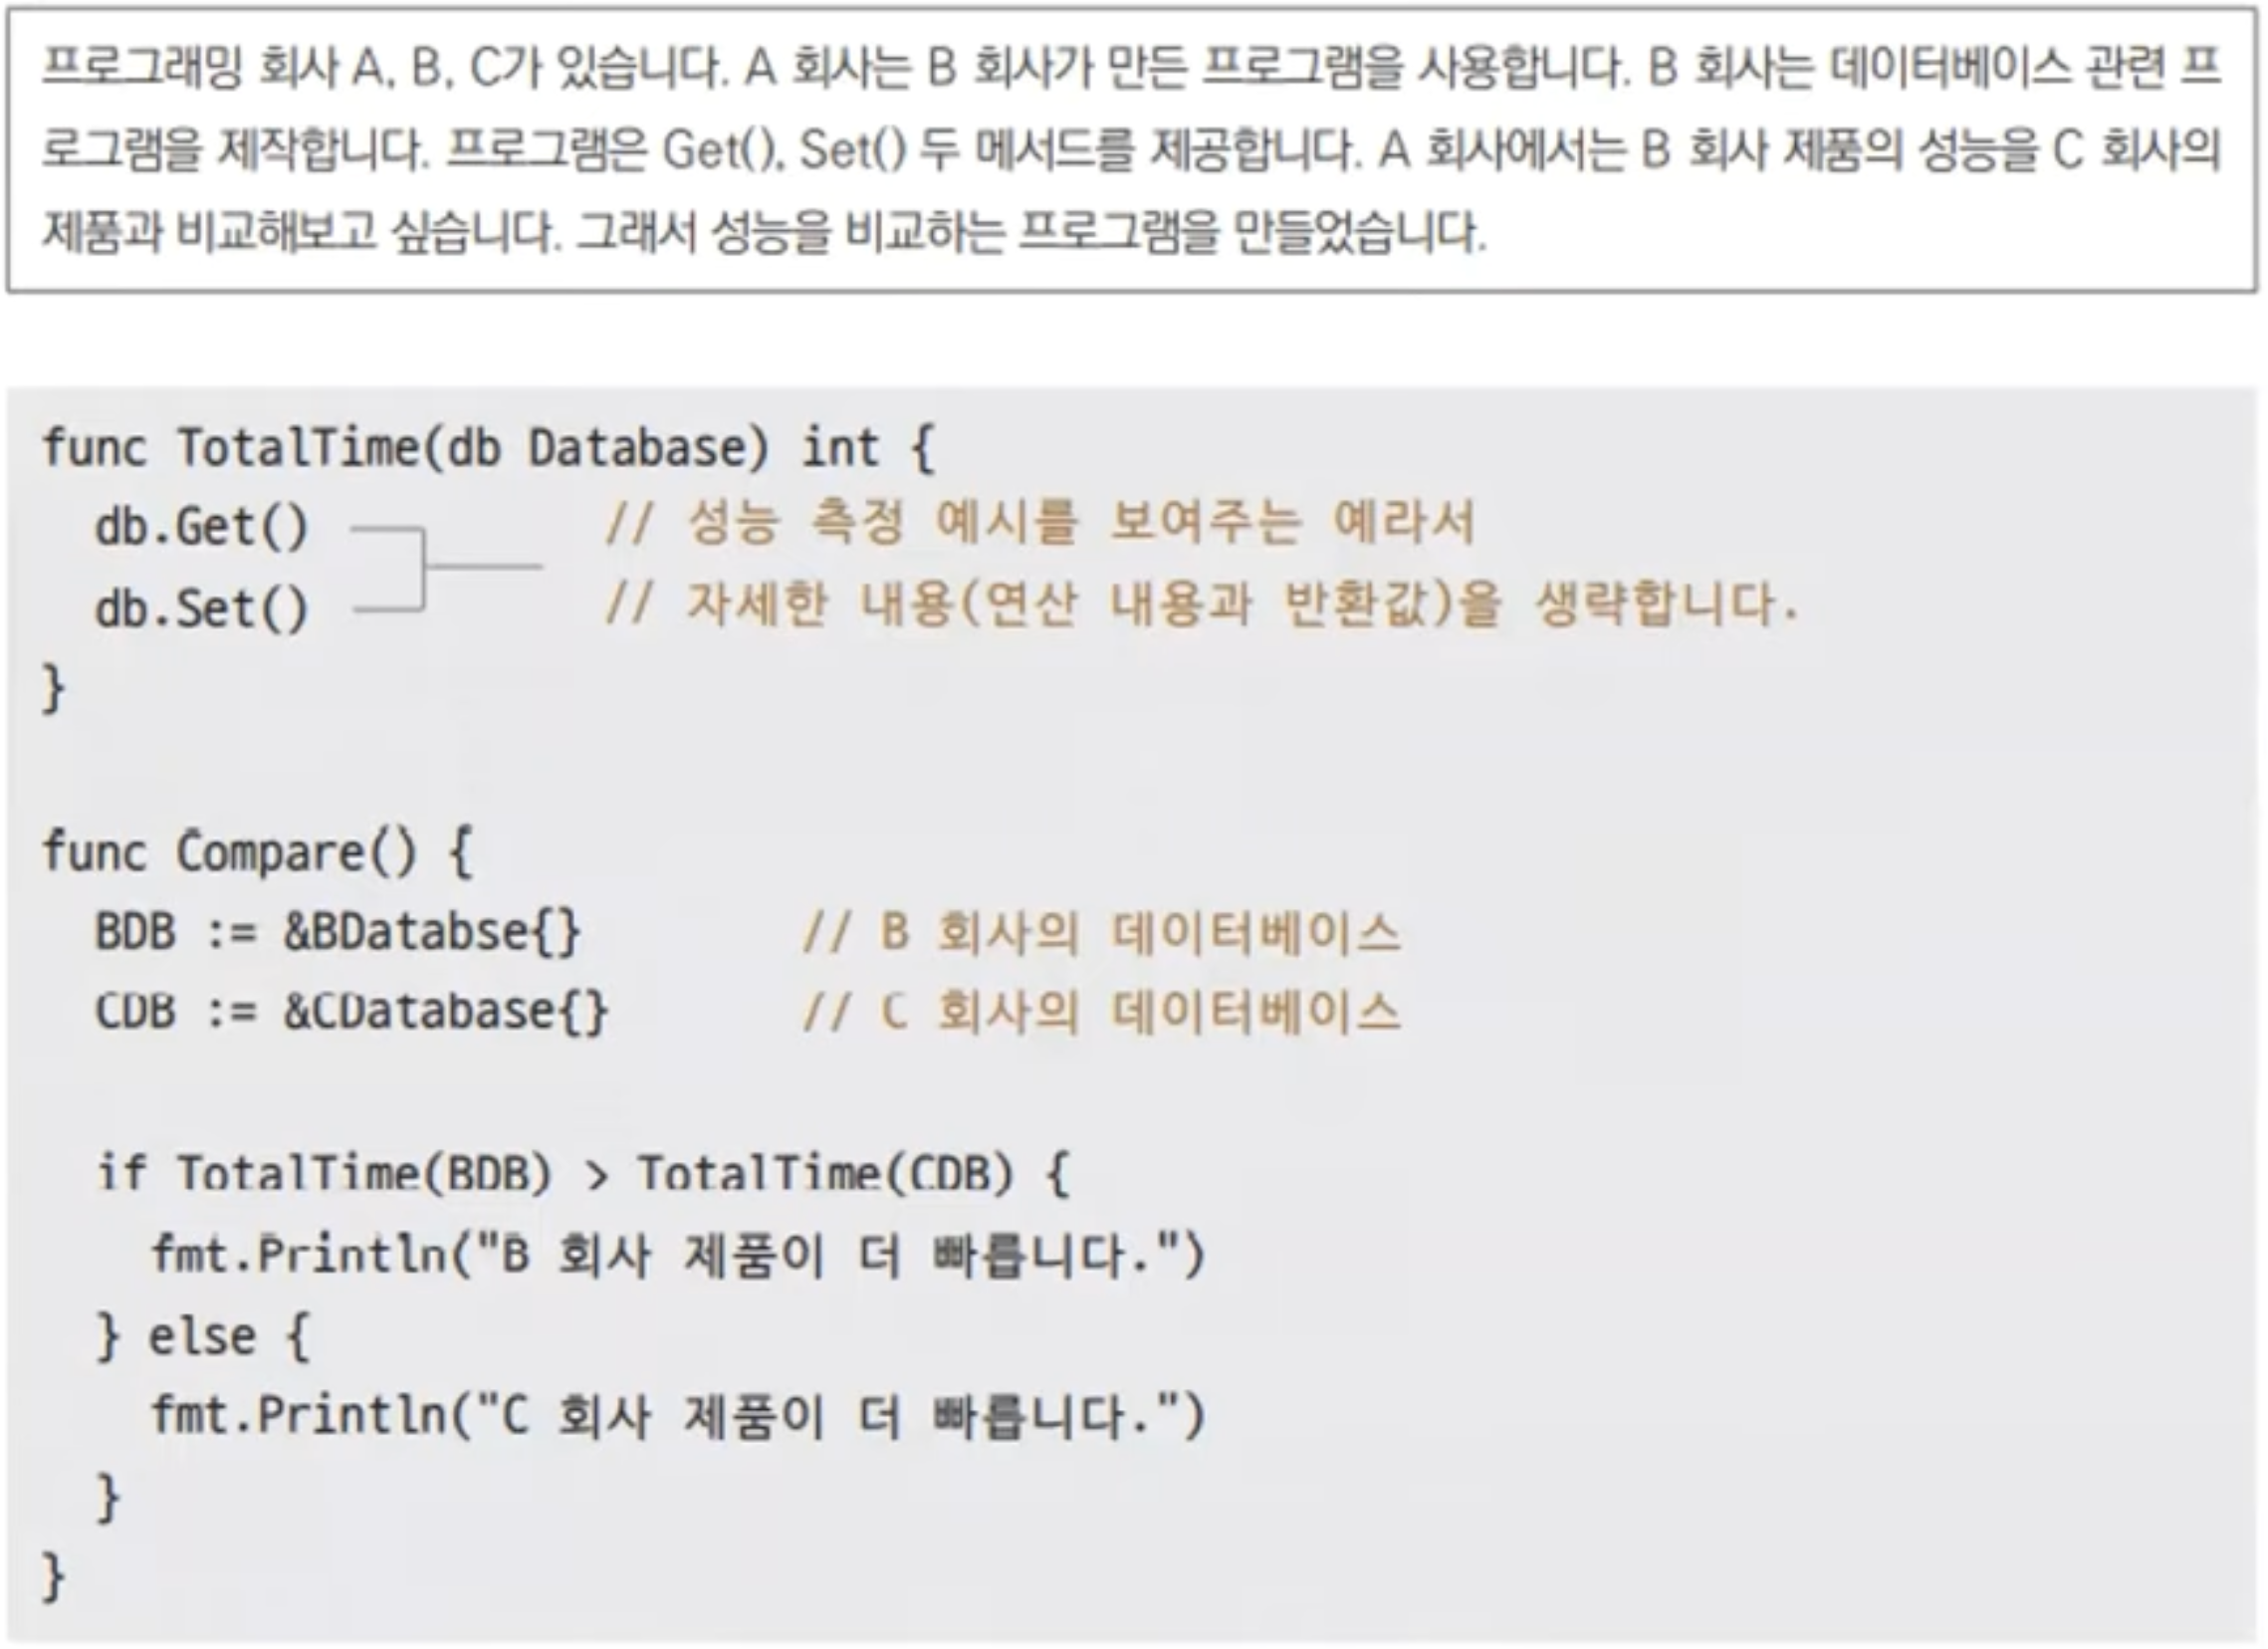 프로그래밍 회사 A, B, C가 있습니다. A 회사는 B 회사가 만든 프로그램을 사용합니다. B 회사는 데이터베이스 관련 프
로그램을 제작합니다. 프로그램은 Get(), Set() 두 메서드를 제공합니다. A 회사에서는 B 회사 제품의 성능을 C 회사의
제품과 비교해보고 싶습니다. 그래서 성능을 비교하는 프로그램을 만들었습니다.
func TotalTime(db Database) int {
db.Get() // 성능 측정 예시를 보여주는 예라서
db.Set() // 자세한 내용(연산 내용과 반환값)을 생략합니다.
}
func Compare() {
BDB := &BDatabse{} // B 회사의 데이터베이스
CDB := &CDatabase{} // C 회사의 데이터베이스
if TotalTime(BDB) > TotalTime(CDB) {
fmt.Println("B 회사 제품이 더 빠릅니다.")
} else {
fmt.Println("C 회사 제품이 더 빠릅니다.")
}
}